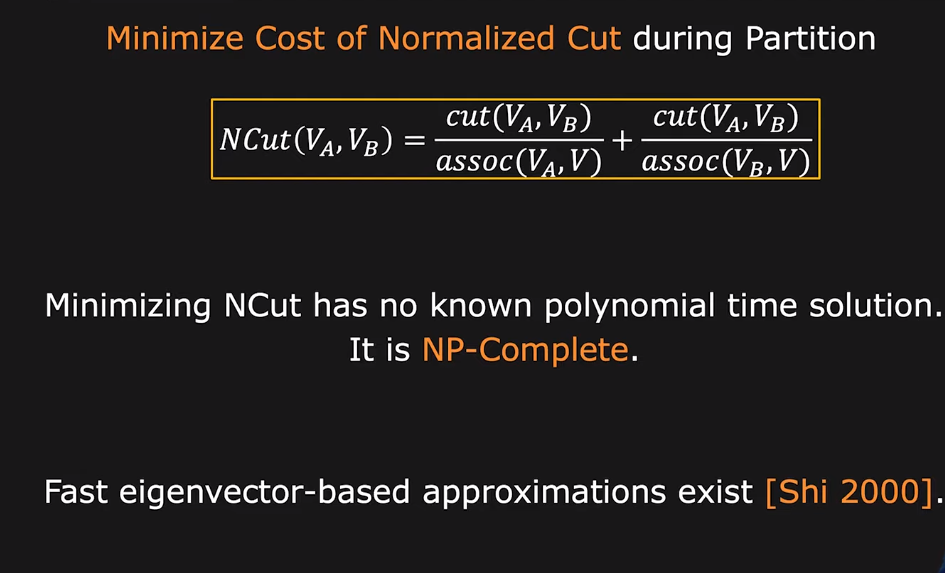 Minimize Cost of Normalized Cut during Partition
NCut(V_A, V_B) = \frac{cut(V_A, V_B)}{assoc(V_A, V)} + \frac{cut(V_A, V_B)}{assoc(V_B, V)}
Minimizing NCut has no known polynomial time solution.
It is NP-Complete.
Fast eigenvector-based approximations exist [Shi 2000].